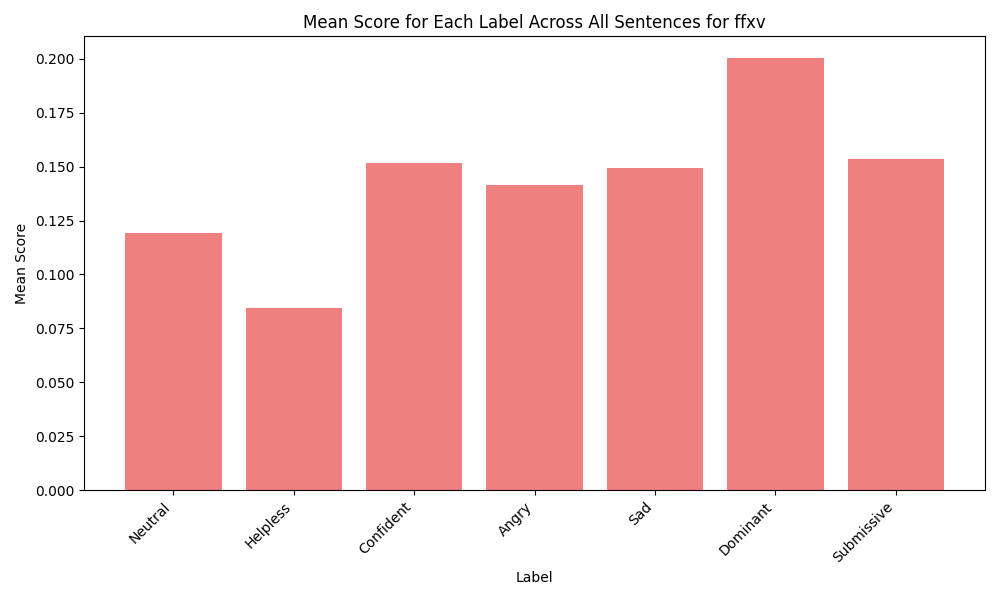 Mean Score for Each Label Across All Sentences for ffxv
0.200
0.175
0.150
0.125
0.100
0.075
0.050
0.025
0.000
Mean Score
Neutral
Helpless
Confident
Angry
Sad
Dominant
Submissive
Label